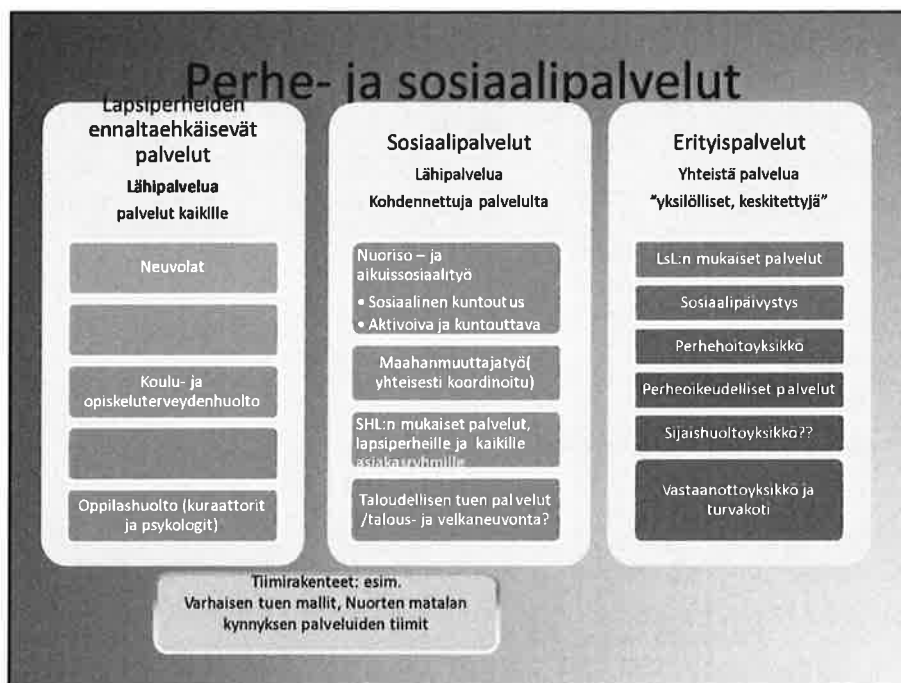 Perhe- ja sosiaalipalvelut
Lapsiperheiden
ennaltaehkäisevät
palvelut
Lähipalvelua
palvelut kaikille
Neuvolat
Koulu- ja
opiskeluterveydenhuolto
Oppilashuolto (kuraattorit
ja psykologit)
Sosiaalipalvelut
Lähipalvelua
Kohdennettuja palveluita
Nuoriso – ja
aikuissosiaalityö
• Sosiaalinen kuntoutus
• Aktivoiva ja kuntouttava
Maahanmuuttajatyö(
yhteisesti koordinoitu)
SHL:n mukaiset palvelut,
lapsiperheille ja kaikille
asiakasryhmille
Taloudellisen tuen palvelut
/talous- ja velkaneuvonta?
Erityispalvelut
Yhteistä palvelua
"yksilölliset, keskitettyjä"
LsL:n mukaiset palvelut
Sosiaalipäivystys
Perhehoitoyksikkö
Perheoikeudelliset palvelut
Sijaishuoltoyksikkö??
Vastaanottoyksikkö ja
turvakoti
Tiimirakenteet: esim.
Varhaisen tuen mallit, Nuorten matalan
kynnyksen palveluiden tiimit